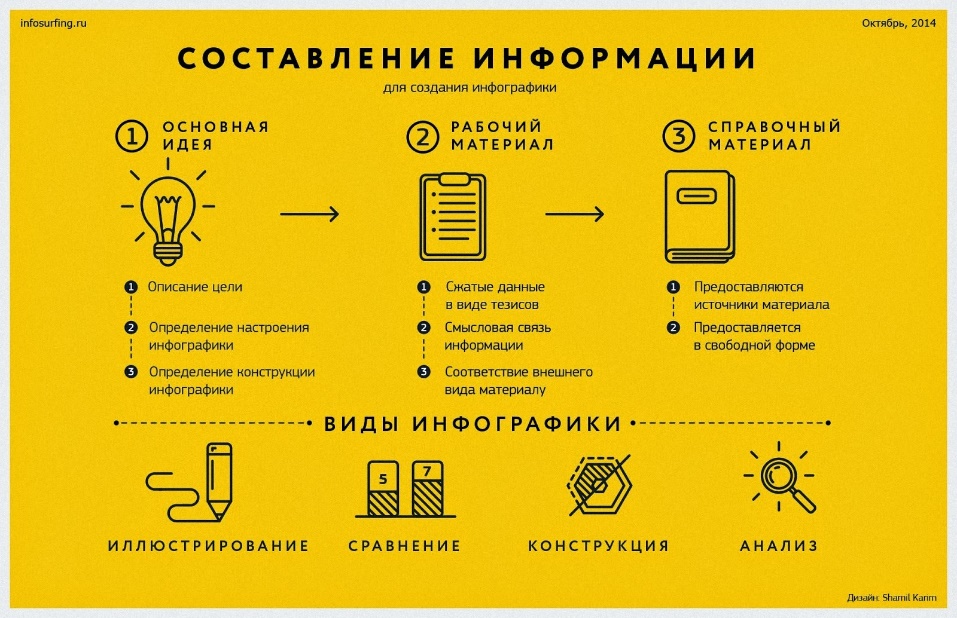 infosurfing.ru
Октябрь, 2014
СОСТАВЛЕНИЕ ИНФОРМАЦИИ
для создания инфографики
1 ОСНОВНАЯ
ИДЕЯ
2 РАБОЧИЙ
МАТЕРИАЛ
3 СПРАВОЧНЫЙ
МАТЕРИАЛ
1 Описание цели
2 Определение настроения
инфографики
3 Определение конструкции
инфографики
1 Сжатые данные
в виде тезисов
2 Смысловая связь
информации
3 Соответствие внешнего
вида материалу
1 Предоставляются
источники материала
2 Предоставляется
в свободной форме
ВИДЫ ИНФОГРАФИКИ
5
7
ИЛЛЮСТРИРОВАНИЕ
СРАВНЕНИЕ
КОНСТРУКЦИЯ
АНАЛИЗ
Дизайн: Shamil Karim